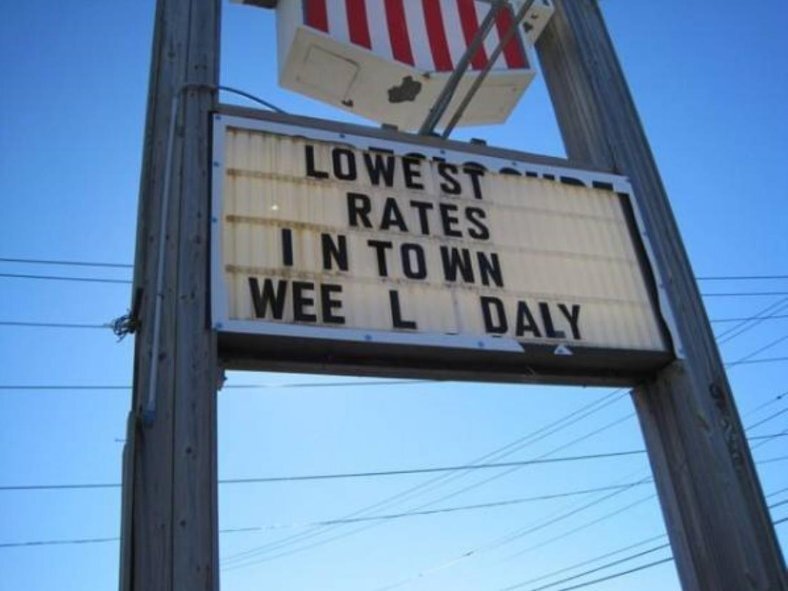 LOWEST
RATES
IN TOWN
WEE L DALY